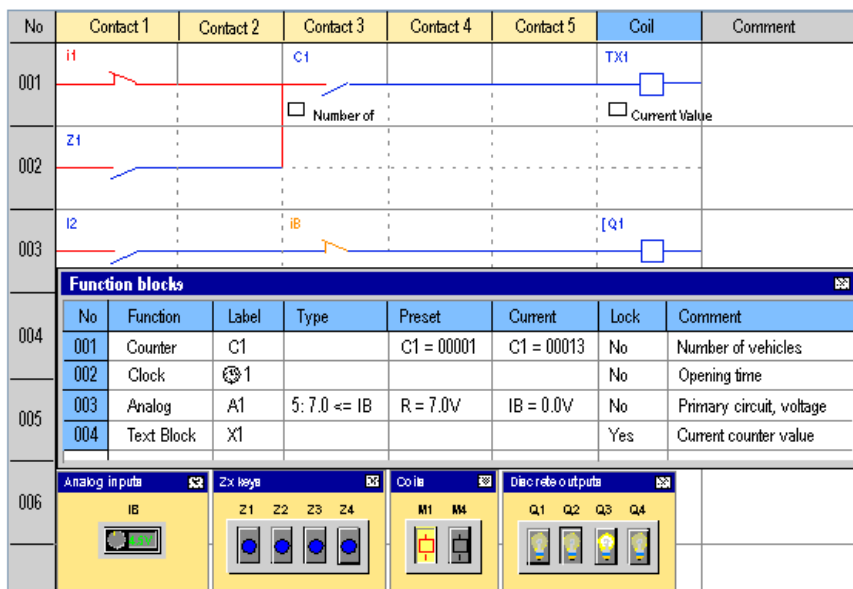 No Contact 1 Contact 2 Contact 3 Contact 4 Contact 5 Coil Comment
i1 C1 TX1
001
Number of Current Value
Z1
002
I2 iB [Q1
003
Function blocks
No Function Label Type Preset Current Lock Comment
001 Counter C1 C1 = 00001 C1 = 00013 No Number of vehicles
002 Clock 1 No Opening time
003 Analog A1 5: 7.0 <= IB R = 7.0V IB = 0.0V No Primary circuit, voltage
004 Text Block X1 Yes Current counter value
004
005
006
Analog inputs Zx keys Coils Discrete outputs
IB Z1 Z2 Z3 Z4 M1 M4 Q1 Q2 Q3 Q4